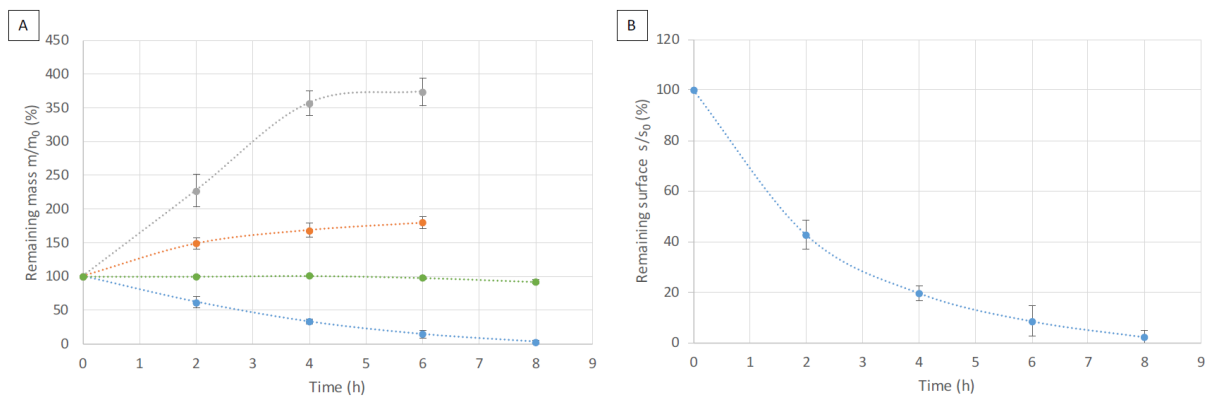 A
450
400
350
300
250
200
150
100
50
0
Remaining mass m/m₀ (%)
0 1 2 3 4 5 6 7 8 9
Time (h)
B
120
100
80
60
40
20
0
Remaining surface s/s₀ (%)
0 1 2 3 4 5 6 7 8 9
Time (h)